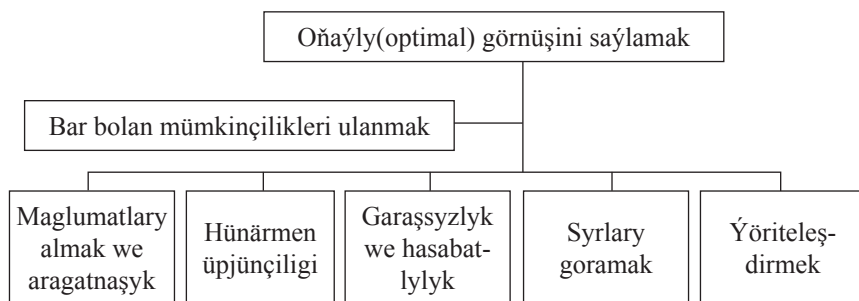 Oňaýly(optimal) görnüşini saýlamak
Bar bolan mümkinçilikleri ulanmak
Maglumatlary
almak we
aragatnaşyk
Hünärmen
üpjünçiligi
Garaşsyzlyk
we hasabat-
lylyk
Syrlary
goramak
Ýöriteleş-
dirmek